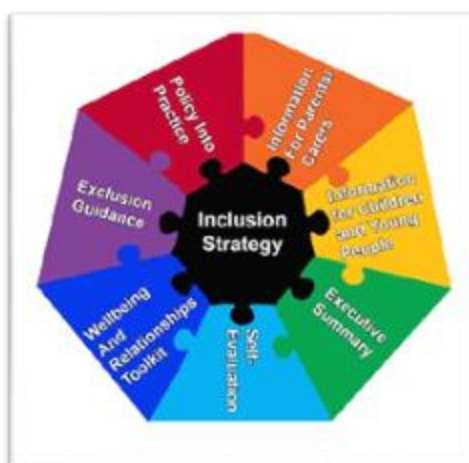 Inclusion
Strategy
Policy Into
Practice
Information
For Parents/
Carers
Information
for Children
and Young
People
Executive
Summary
Self-
Evaluation
Wellbeing
And
Relationships
Toolkit
Exclusion
Guidance